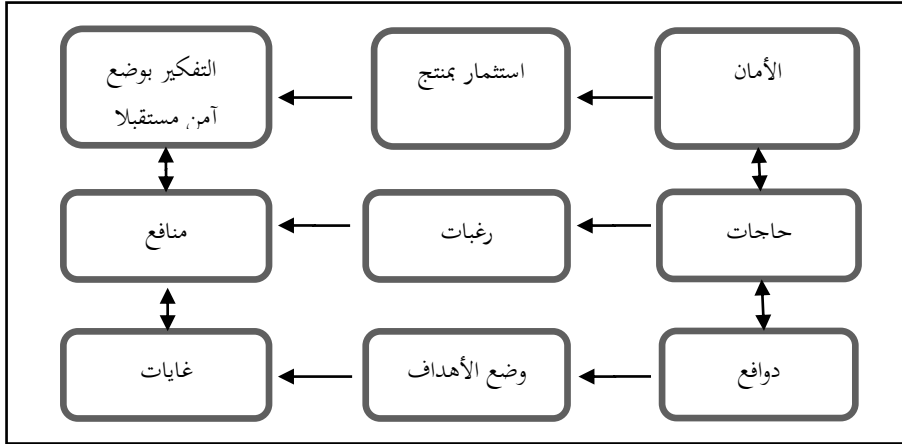 الأمان
استثمار بمنتج
التفكير بوضع
آمن مستقبلا
حاجات
رغبات
منافع
دوافع
وضع الأهداف
غايات